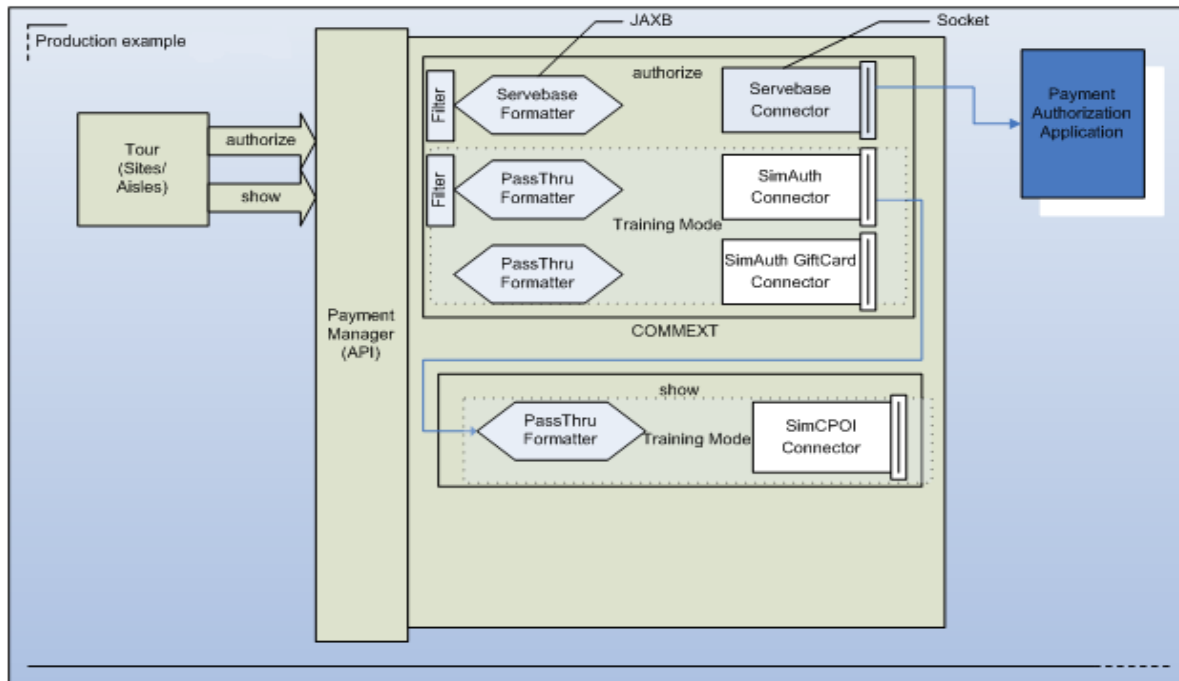 JAXB
Socket
Production example
authorize
Filter
Servebase
Formatter
Servebase
Connector
Payment
Authorization
Application
Tour
(Sites/
Aisles)
authorize
show
Filter
PassThru
Formatter
SimAuth
Connector
Training Mode
PassThru
Formatter
SimAuth GiftCard
Connector
Payment
Manager
(API)
COMMEXT
show
PassThru
Formatter
Training Mode
SimCPOI
Connector